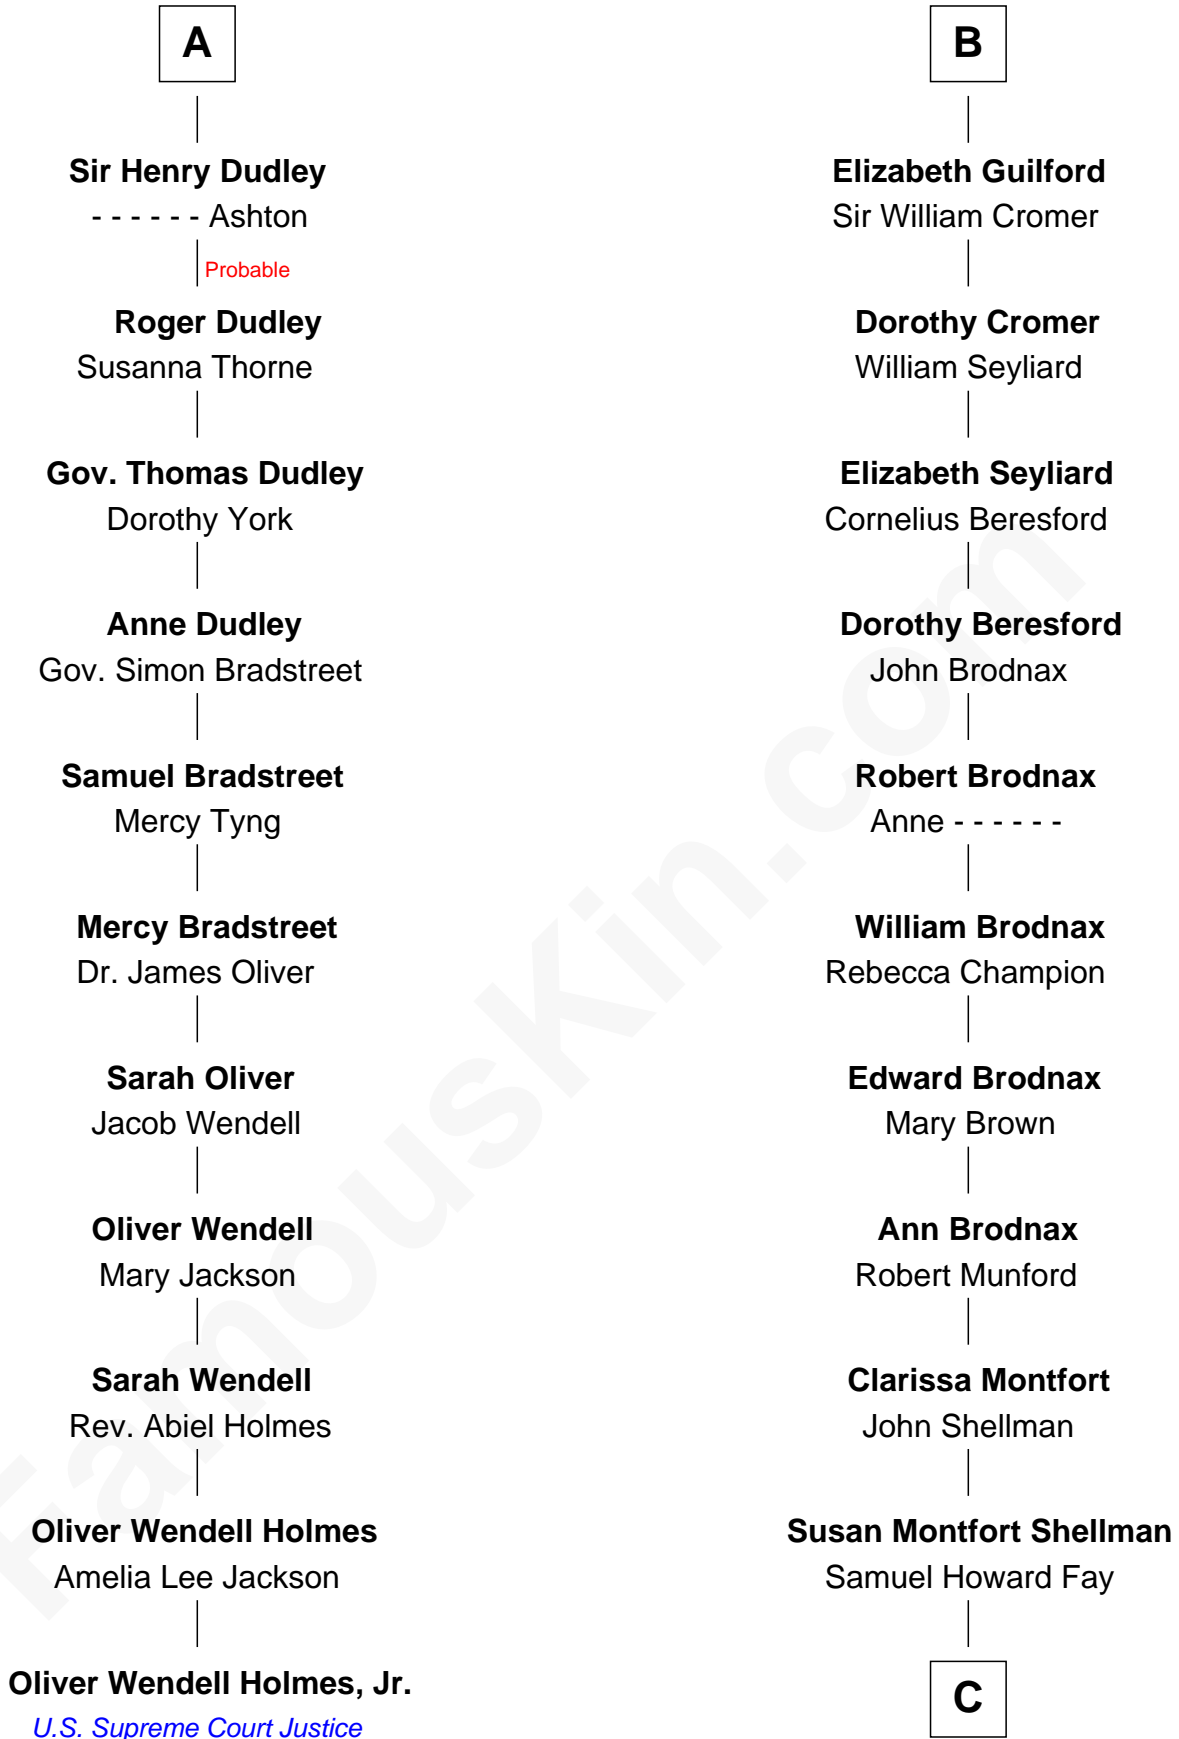 A
Sir Henry Dudley
- - - - - - Ashton
Probable
Roger Dudley
Susanna Thorne
Gov. Thomas Dudley
Dorothy York
Anne Dudley
Gov. Simon Bradstreet
Samuel Bradstreet
Mercy Tyng
Mercy Bradstreet
Dr. James Oliver
Sarah Oliver
Jacob Wendell
Oliver Wendell
Mary Jackson
Sarah Wendell
Rev. Abiel Holmes
Oliver Wendell Holmes
Amelia Lee Jackson
Oliver Wendell Holmes, Jr.
U.S. Supreme Court Justice
B
Elizabeth Guilford
Sir William Cromer
Dorothy Cromer
William Seyliard
Elizabeth Seyliard
Cornelius Beresford
Dorothy Beresford
John Brodnax
Robert Brodnax
Anne - - - - - -
William Brodnax
Rebecca Champion
Edward Brodnax
Mary Brown
Ann Brodnax
Robert Munford
Clarissa Montfort
John Shellman
Susan Montfort Shellman
Samuel Howard Fay
C
FamousKin.com